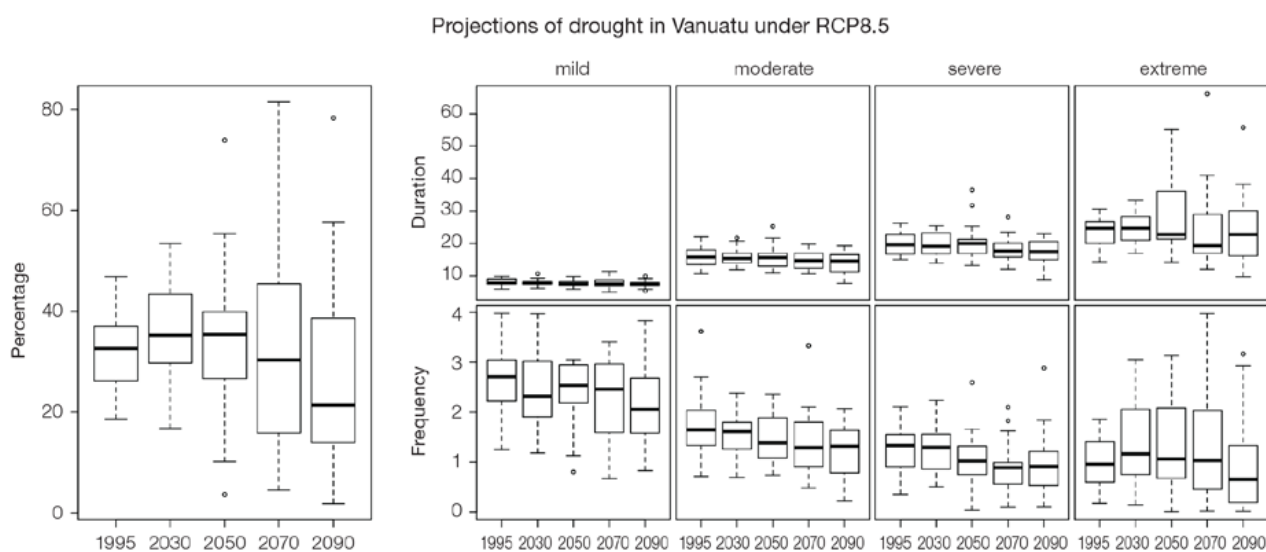 Projections of drought in Vanuatu under RCP8.5
mild moderate severe extreme
80
60
40
20
0
Percentage
1995 2030 2050 2070 2090
60
50
40
30
20
10
Duration
4
3
2
1
0
Frequency
1995 2030 2050 2070 2090 1995 2030 2050 2070 2090 1995 2030 2050 2070 2090 1995 2030 2050 2070 2090